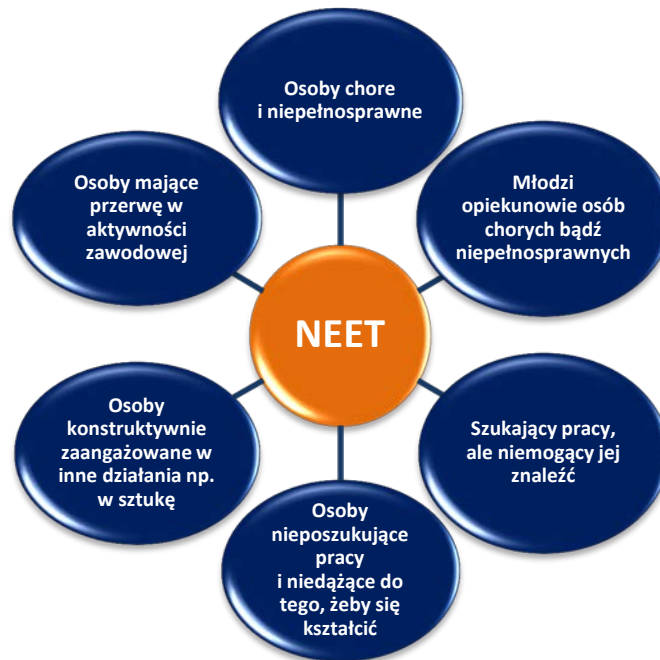 Osoby chore
i niepełnosprawne
Osoby mające
przerwę w
aktywności
zawodowej
Młodzi
opiekunowie osób
chorych bądź
niepełnosprawnych
NEET
Osoby
konstruktywnie
zaangażowane w
inne działania np.
w sztukę
Szukający pracy,
ale niemogący jej
znaleźć
Osoby
nieposzukujące
pracy
i niedążące do
tego, żeby się
kształcić